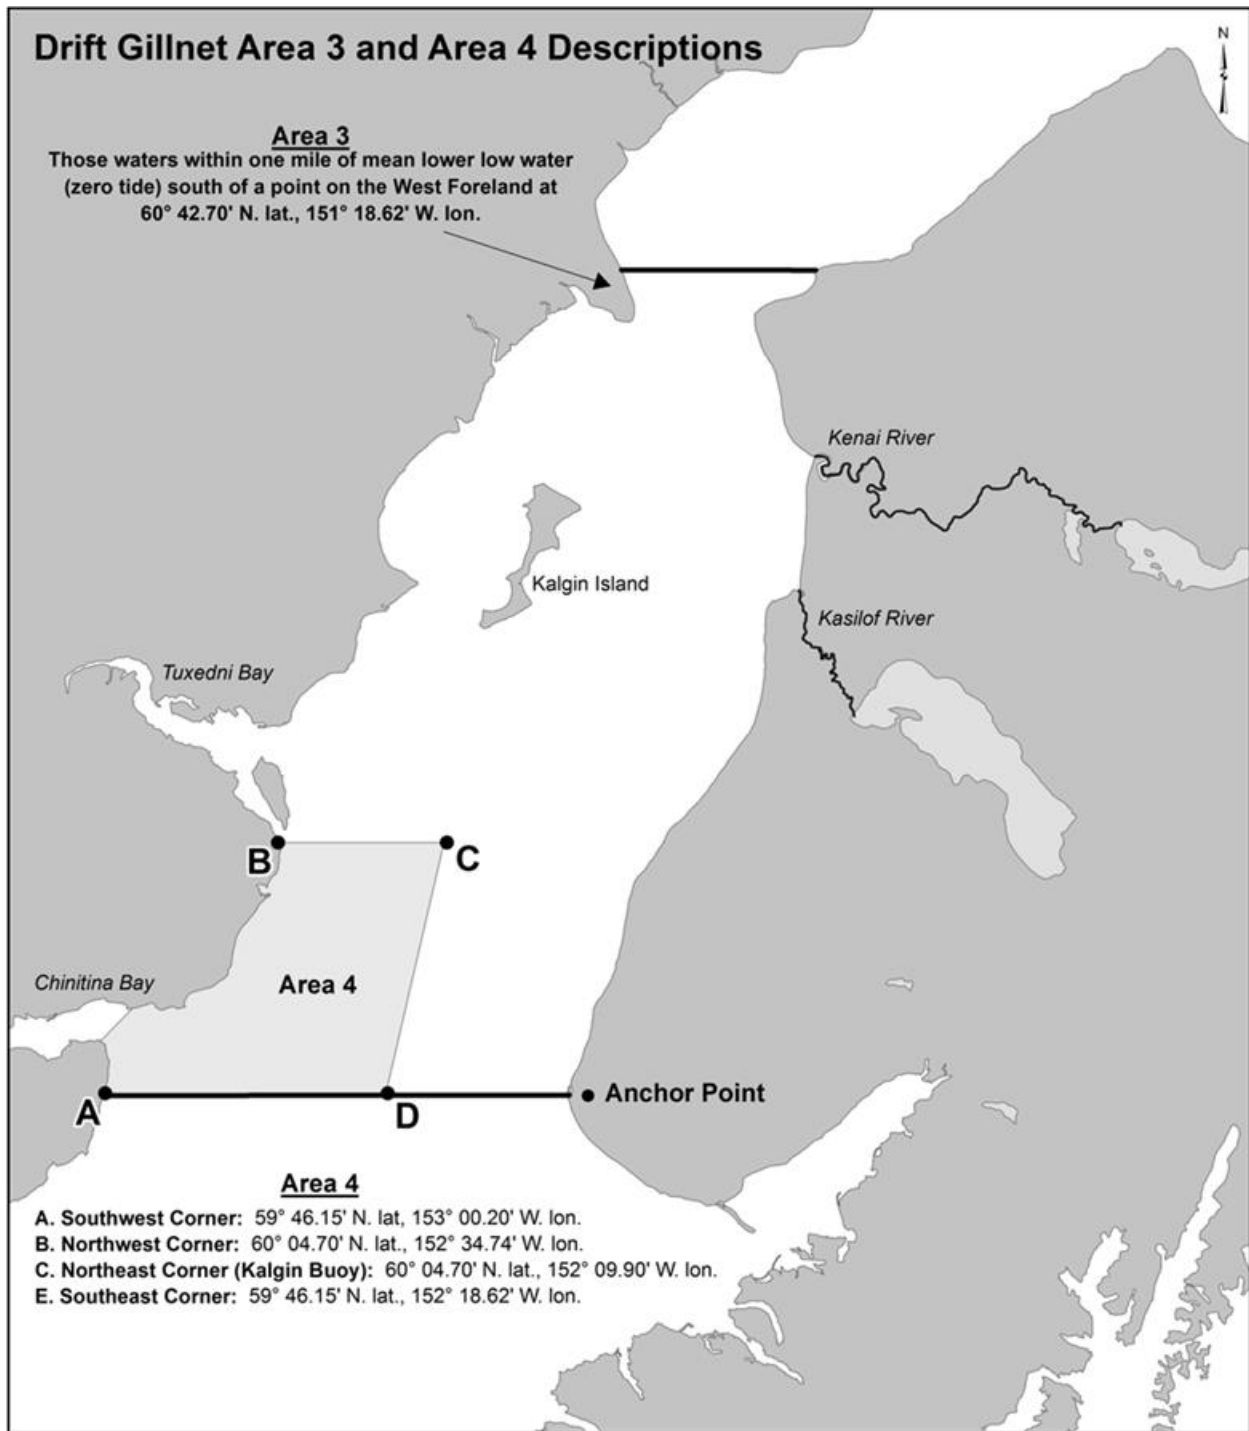 Drift Gillnet Area 3 and Area 4 Descriptions
N
Area 3
Those waters within one mile of mean lower low water
(zero tide) south of a point on the West Foreland at
60° 42.70' N. lat., 151° 18.62' W. lon.
Kenai River
Kalgin Island
Kasilof River
Tuxedni Bay
B
C
Chinitina Bay
Area 4
A
D
Anchor Point
Area 4
A. Southwest Corner: 59° 46.15' N. lat, 153° 00.20' W. lon.
B. Northwest Corner: 60° 04.70' N. lat., 152° 34.74' W. lon.
C. Northeast Corner (Kalgin Buoy): 60° 04.70' N. lat., 152° 09.90' W. lon.
E. Southeast Corner: 59° 46.15' N. lat., 152° 18.62' W. lon.